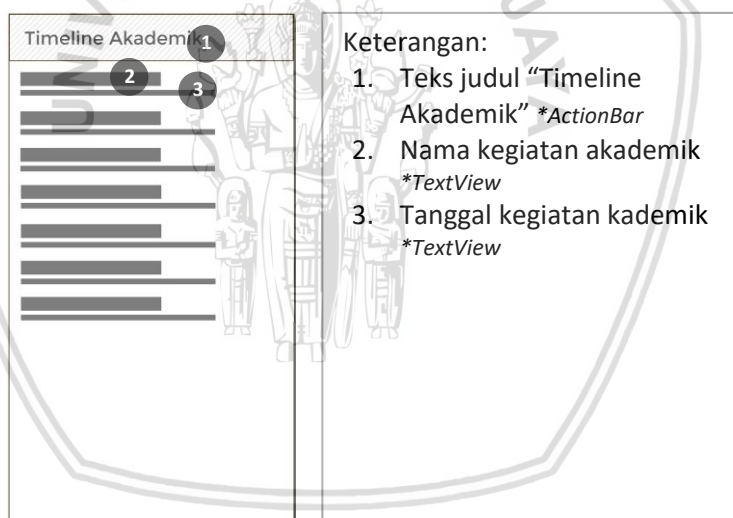 Timeline Akademik
1
2
3
Keterangan:
1. Teks judul “Timeline
Akademik” *ActionBar
2. Nama kegiatan akademik
*TextView
3. Tanggal kegiatan kademik
*TextView